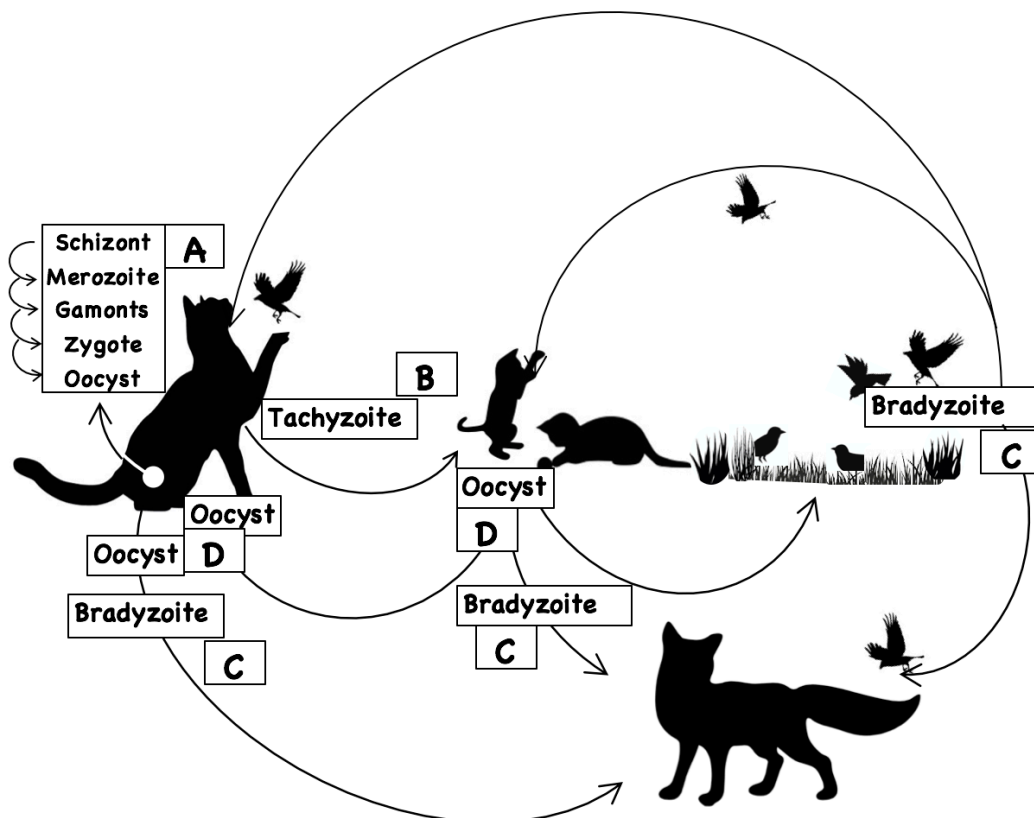 Schizont
A
Merozoite
Gamonts
Zygote
Oocyst
B
Tachyzoite
Bradyzoite
C
Oocyst
D
Oocyst
Oocyst
D
Bradyzoite
C
Bradyzoite
C